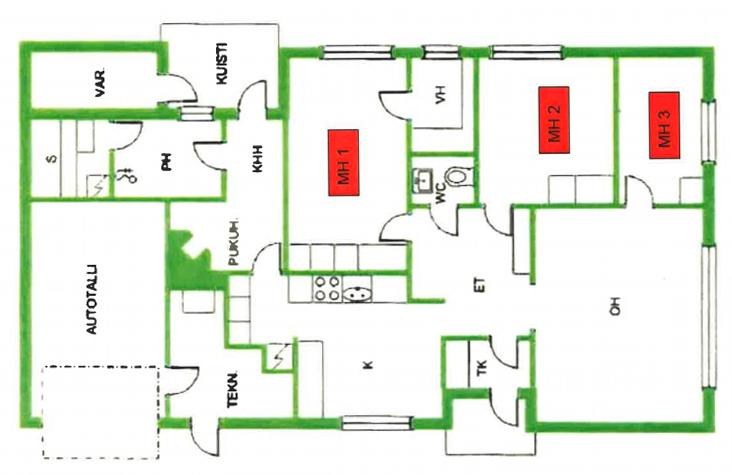 VAR.
KUISTI
VH
MH 2
MH 3
S
PH
KHH
MH 1
WC
PUKUH.
AUTOTALLI
ET
OH
K
TK
TEKN.